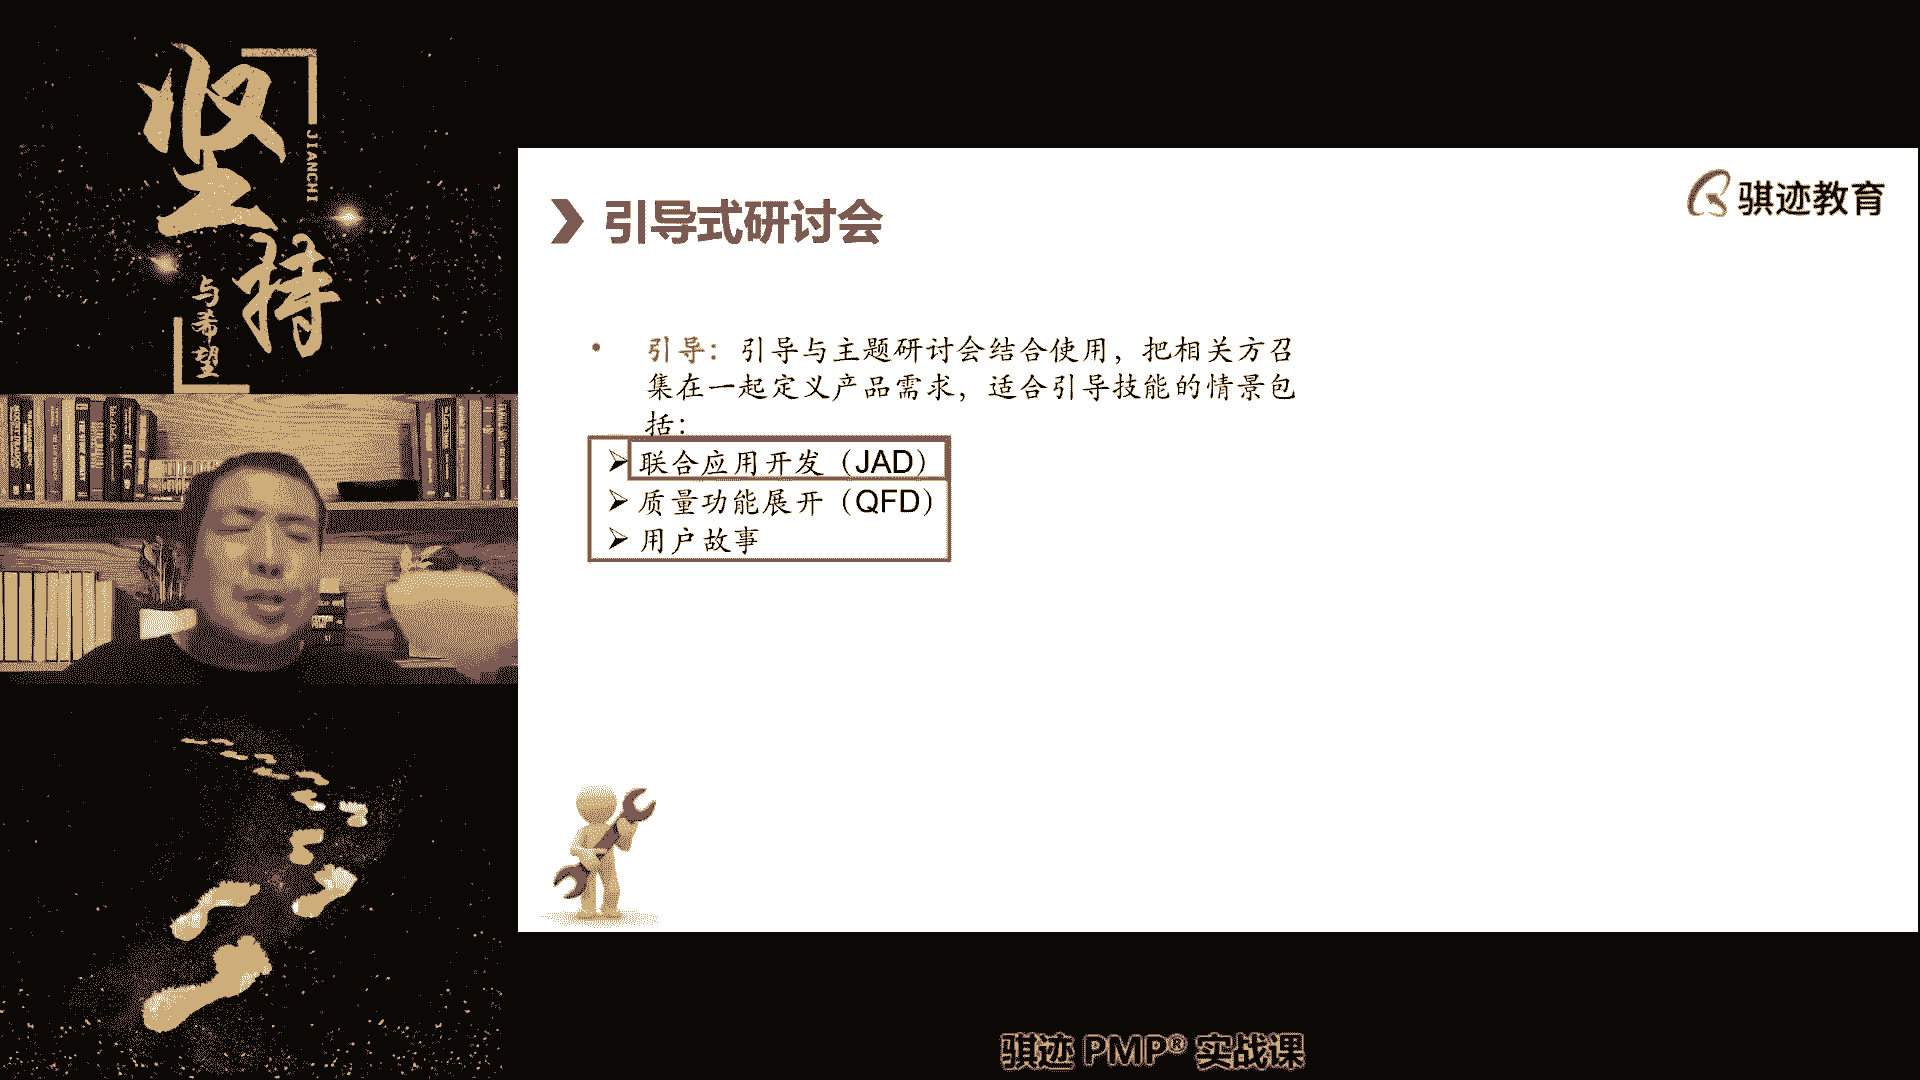 坚持
JIANCHI
与希望
骐迹教育
引导式研讨会
• 引导：引导与主题研讨会结合使用，把相关方召
集在一起定义产品需求，适合引导技能的情景包
括：
➢ 联合应用开发（JAD）
➢ 质量功能展开（QFD）
➢ 用户故事
骐迹 PMP® 实战课